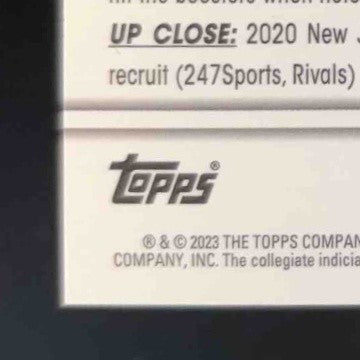 UP CLOSE: 2020 New
recruit (247Sports, Rivals)
Topps®
® & © 2023 THE TOPPS COMPAN
COMPANY, INC. The collegiate indicia